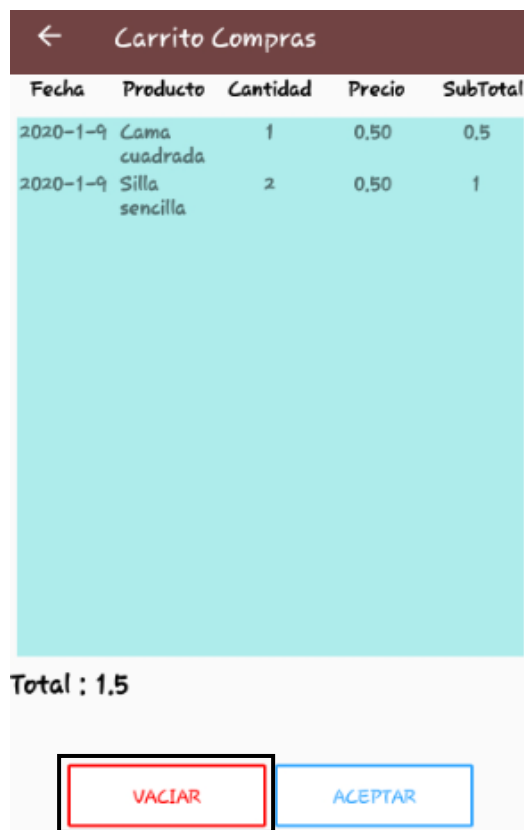 Carrito Compras
Fecha Producto Cantidad Precio SubTotal
2020-1-9 Cama 1 0.50 0.5
cuadrada
2020-1-9 Silla 2 0.50 1
sencilla
Total : 1.5
VACIAR ACEPTAR